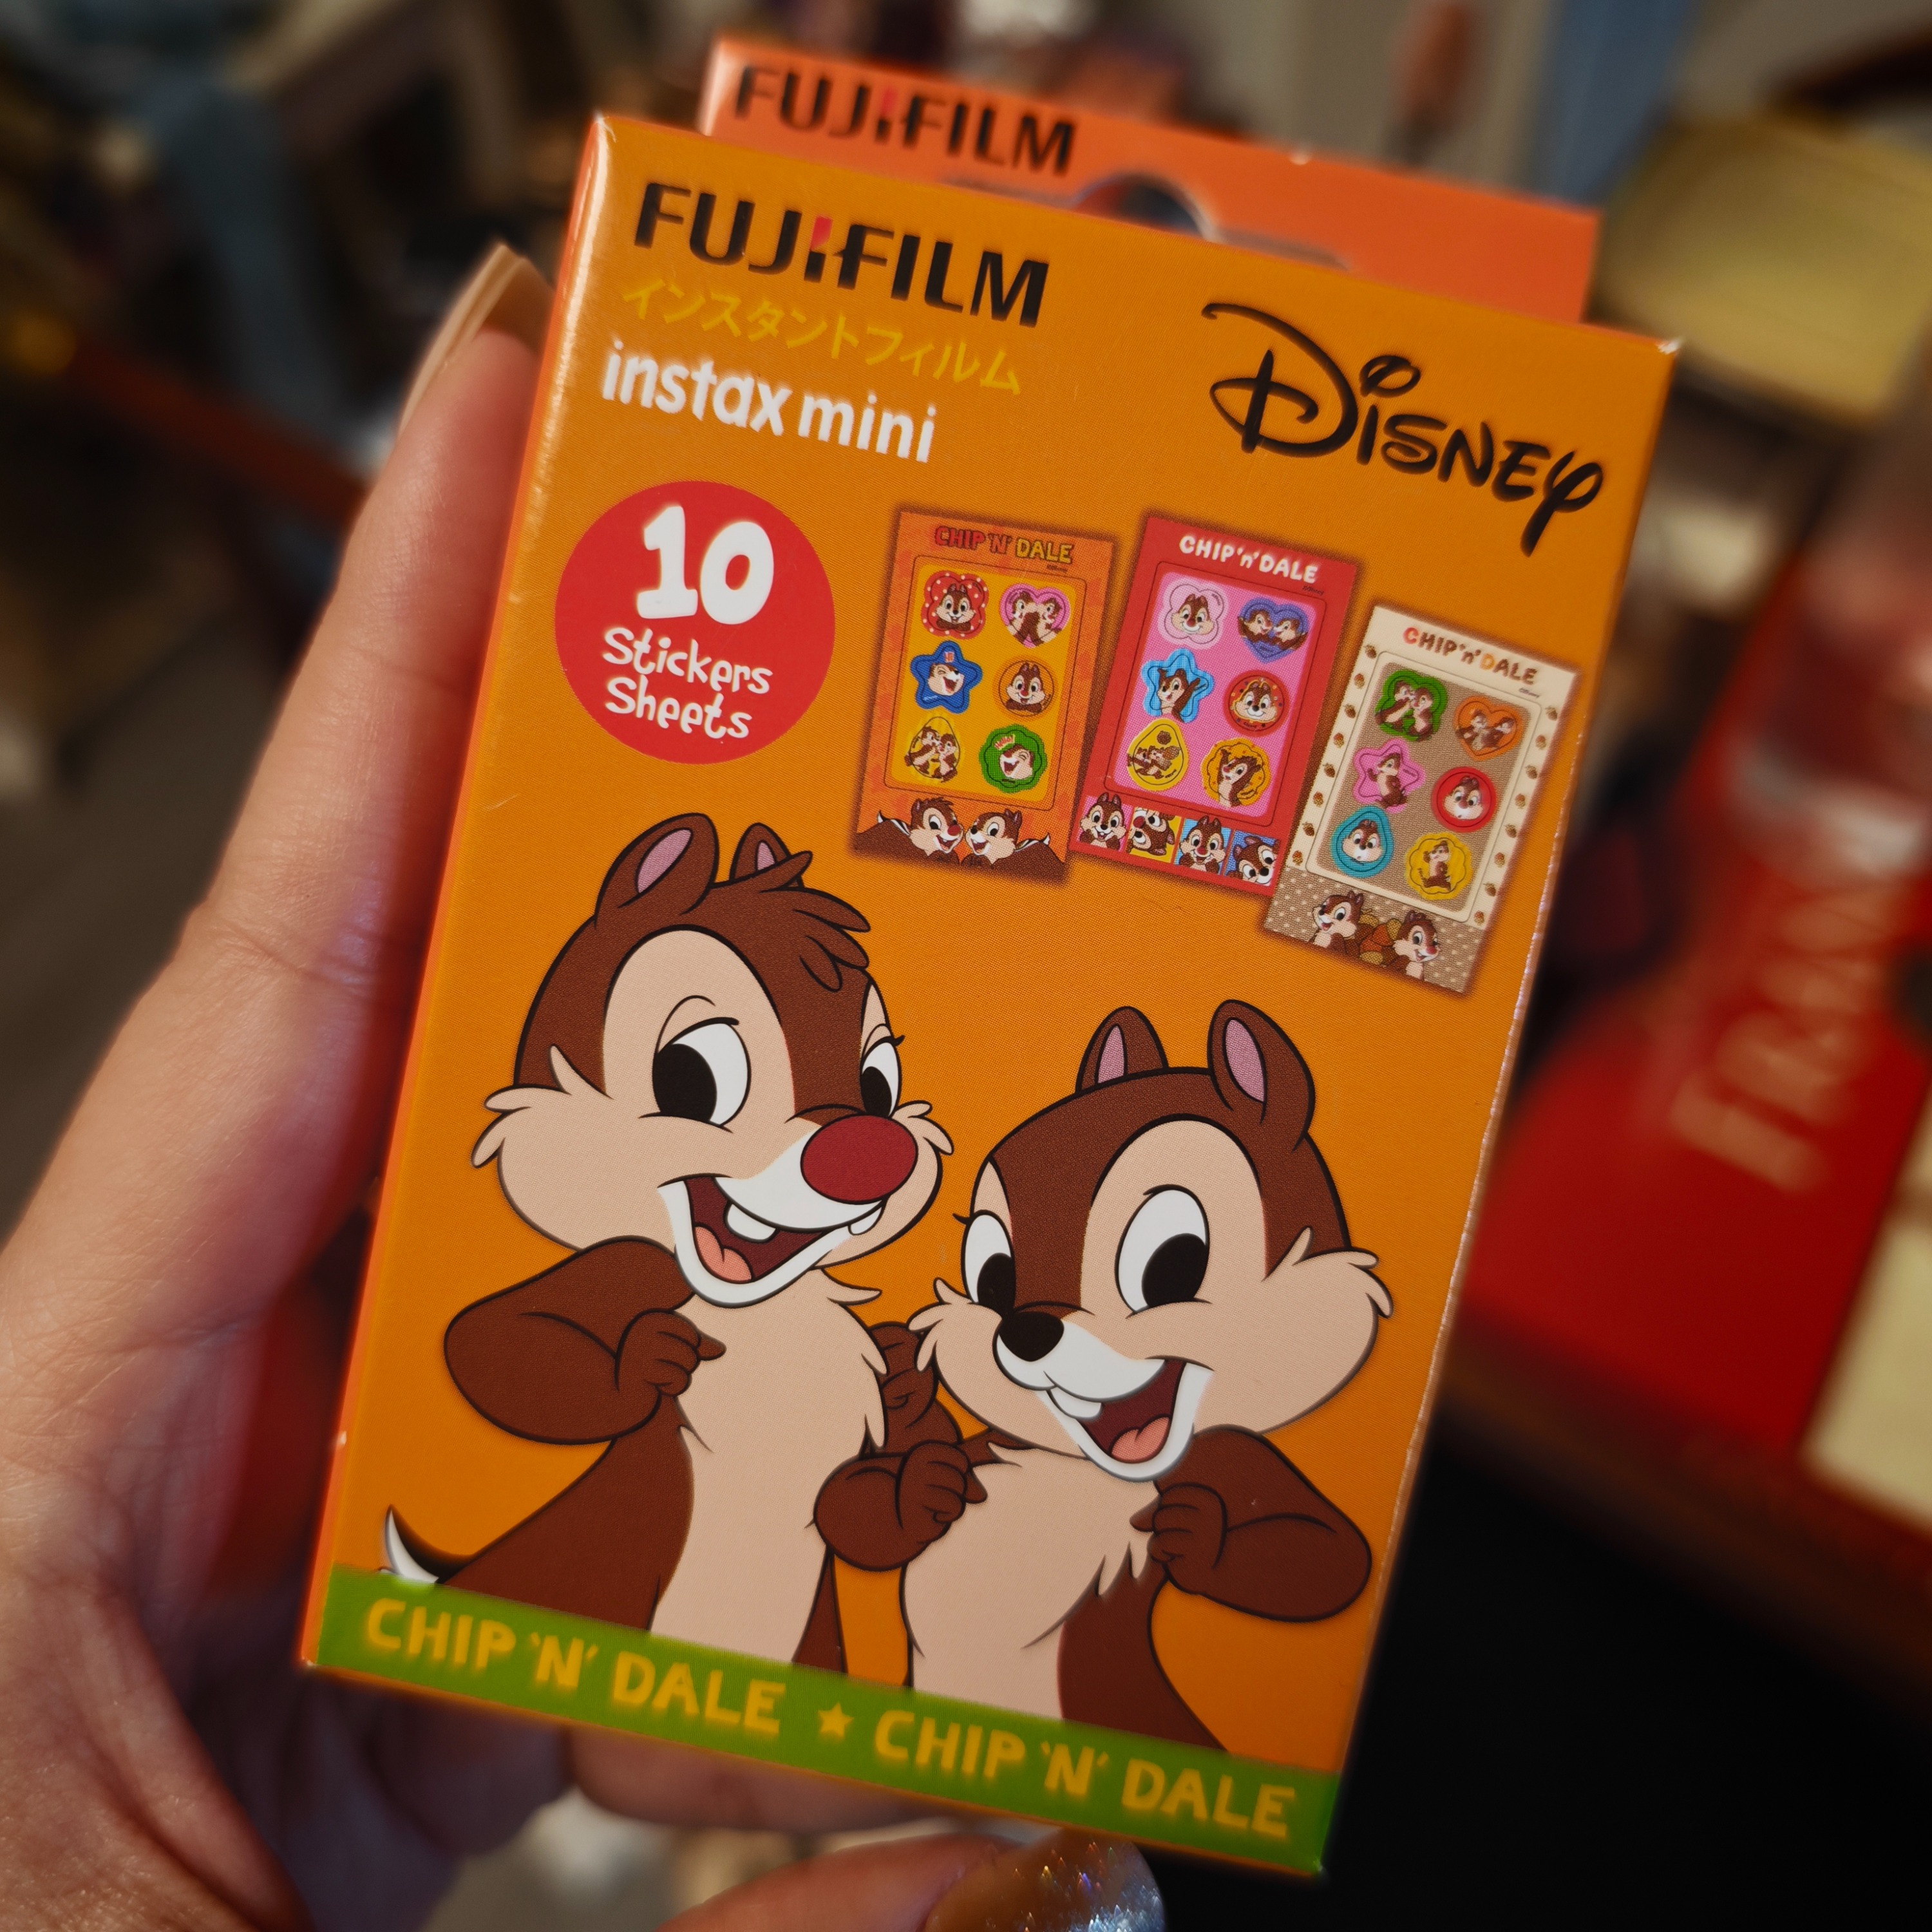 FUJIFILM
FUJIFILM
インスタントフィルム
instax mini
Disney
10
Stickers
Sheets
CHIP 'N' DALE
CHIP 'n' DALE
CHIP 'n' DALE
CHIP 'N' DALE ★ CHIP 'N' DALE